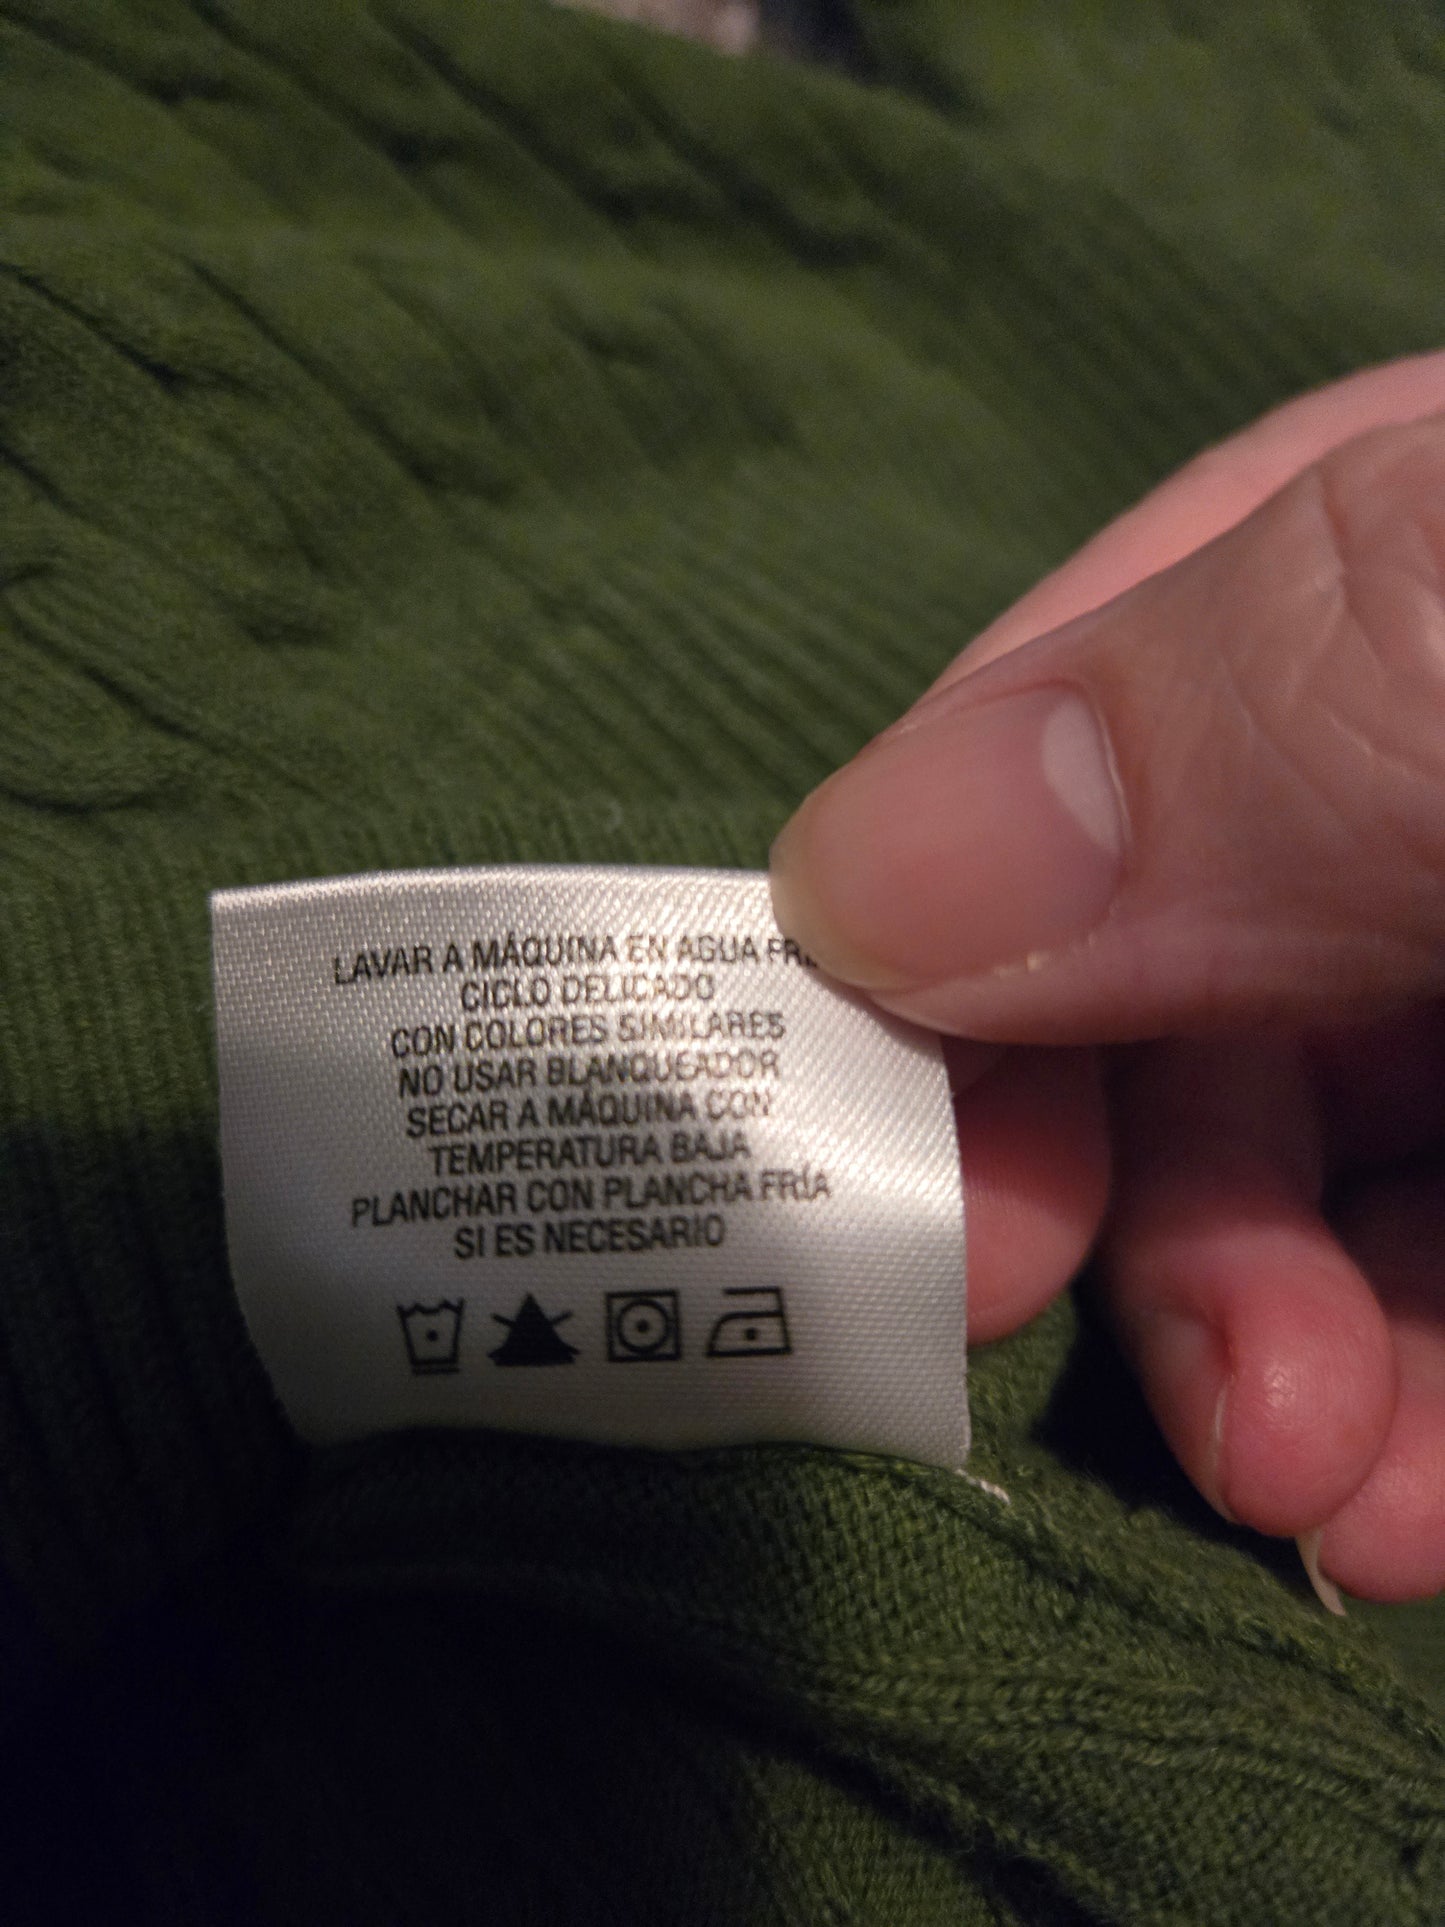 LAVAR A MÁQUINA EN AGUA
CICLO DELICADO
CON COLORES SIMILARES
NO USAR BLANQUEADOR
SECAR A MÁQUINA CON
TEMPERATURA BAJA
PLANCHAR CON PLANCHA FRÍA
SI ES NECESARIO